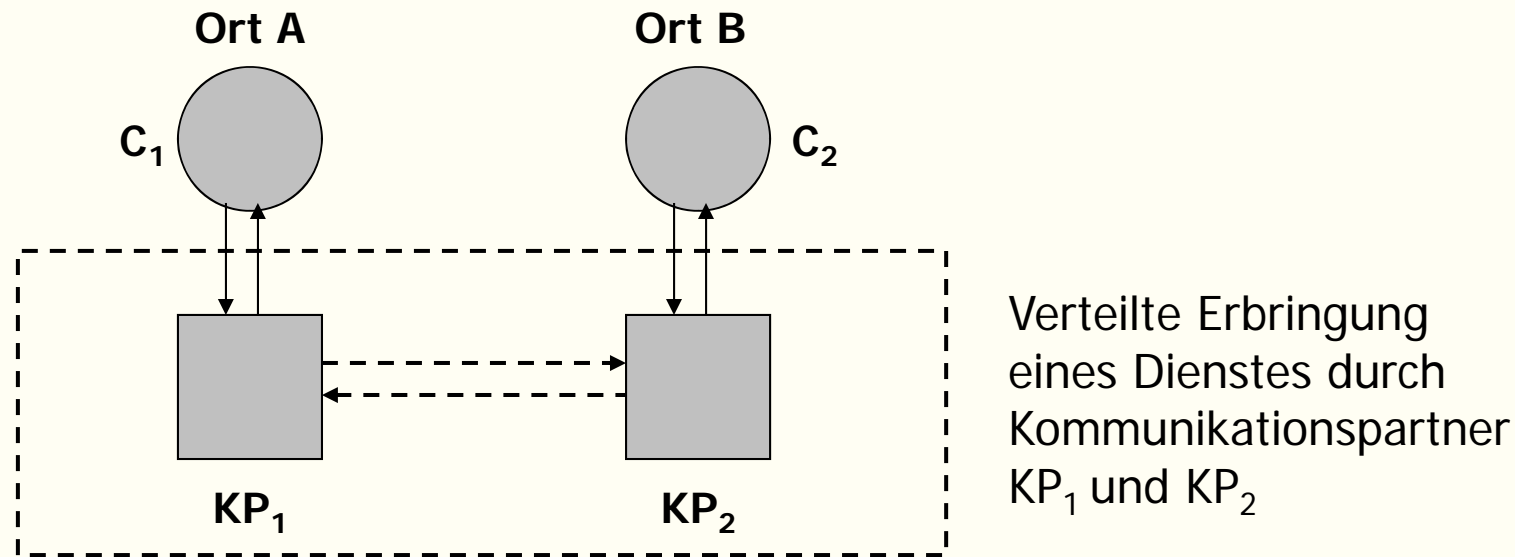 Ort A
Ort B
C₁
C₂
Verteilte Erbringung
eines Dienstes durch
Kommunikationspartner
KP₁ und KP₂
KP₁
KP₂